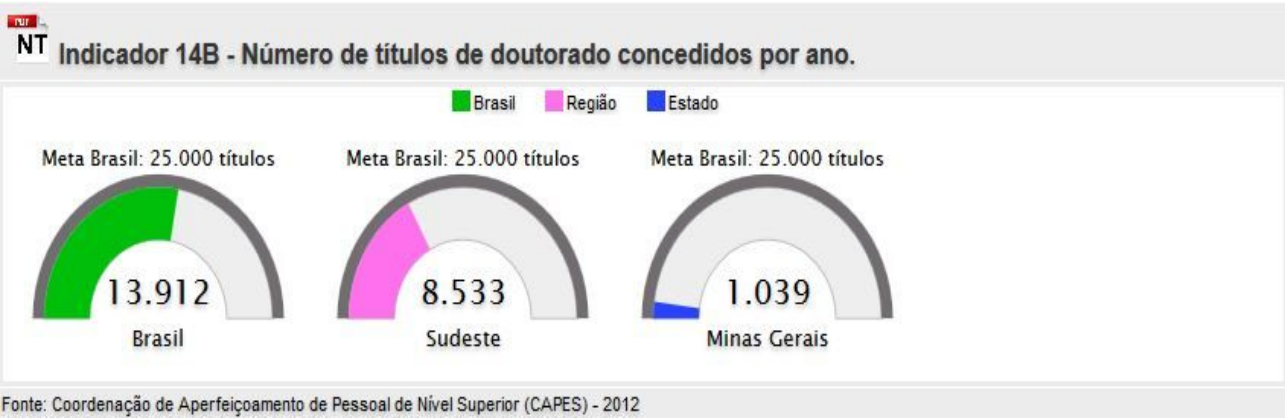 NT
Indicador 14B - Número de títulos de doutorado concedidos por ano.
Brasil Região Estado
Meta Brasil: 25.000 títulos Meta Brasil: 25.000 títulos Meta Brasil: 25.000 títulos
13.912 8.533 1.039
Brasil Sudeste Minas Gerais
Fonte: Coordenação de Aperfeiçoamento de Pessoal de Nível Superior (CAPES) - 2012